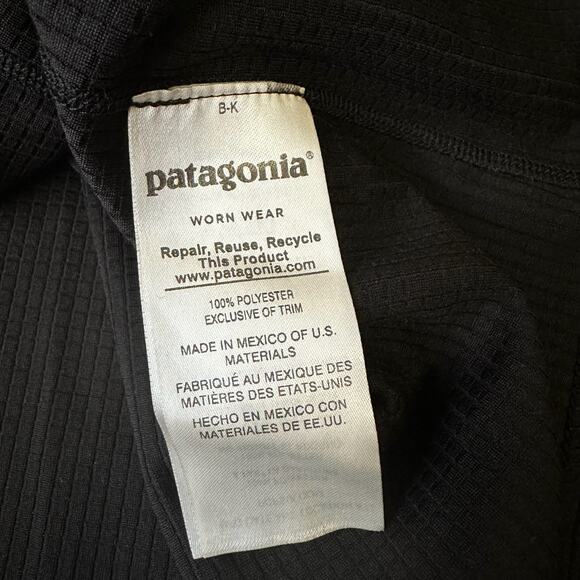 B-K
patagonia®
WORN WEAR
Repair, Reuse, Recycle
This Product
www.patagonia.com
100% POLYESTER
EXCLUSIVE OF TRIM
MADE IN MEXICO OF U.S.
MATERIALS
FABRIQUÉ AU MEXIQUE DES
MATIÈRES DES ETATS-UNIS
HECHO EN MEXICO CON
MATERIALES DE EE.UU.